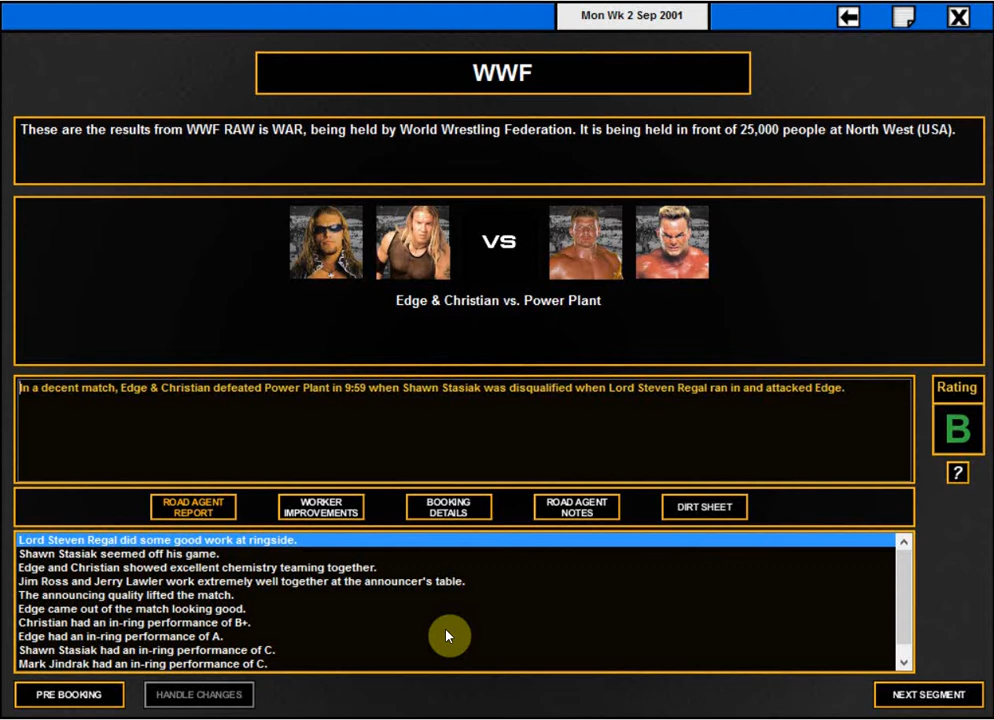 Mon Wk 2 Sep 2001
WWF
These are the results from WWF RAW is WAR, being held by World Wrestling Federation. It is being held in front of 25,000 people at North West (USA).
VS
Edge & Christian vs. Power Plant
In a decent match, Edge & Christian defeated Power Plant in 9:59 when Shawn Stasiak was disqualified when Lord Steven Regal ran in and attacked Edge.
Rating
B
?
ROAD AGENT
REPORT
WORKER
IMPROVEMENTS
BOOKING
DETAILS
ROAD AGENT
NOTES
DIRT SHEET
Lord Steven Regal did some good work at ringside.
Shawn Stasiak seemed off his game.
Edge and Christian showed excellent chemistry teaming together.
Jim Ross and Jerry Lawler work extremely well together at the announcer's table.
The announcing quality lifted the match.
Edge came out of the match looking good.
Christian had an in-ring performance of B+.
Edge had an in-ring performance of A.
Shawn Stasiak had an in-ring performance of C.
Mark Jindrak had an in-ring performance of C.
PRE BOOKING
HANDLE CHANGES
NEXT SEGMENT